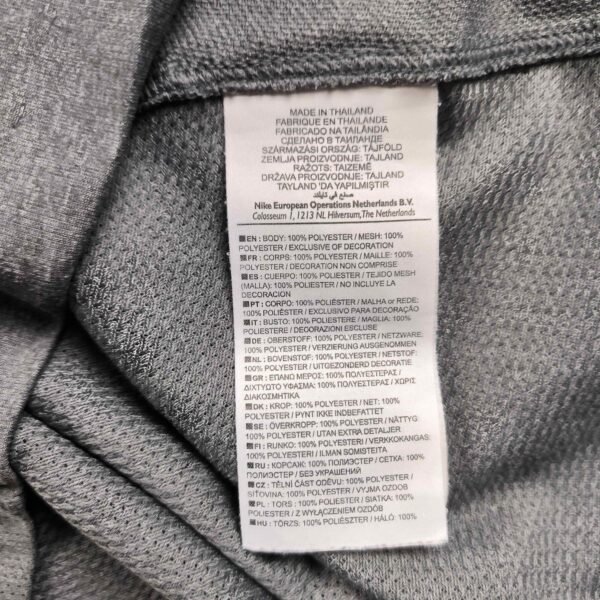 MADE IN THAILAND
FABRIQUE EN THAILANDE
FABRICADO NA TAILÂNDIA
СДЕЛАНО В ТАИЛАНДЕ
SZÁRMAZÁSI ORSZÁG: TÁJFÖLD
ZEMLJA PROIZVODNJE: TAJLAND
RAŽOTS: TAIZEMĒ
DRŽAVA PROIZVODNJE: TAJLAND
TAYLAND 'DA YAPILMIŞTIR
صنع في تايلاند
Nike European Operations Netherlands B.V.
Colosseum 1, 1213 NL Hilversum, The Netherlands
EN : BODY: 100% POLYESTER / MESH: 100%
POLYESTER / EXCLUSIVE OF DECORATION
FR : CORPS: 100% POLYESTER / MAILLE: 100%
POLYESTER / DECORATION NON COMPRISE
ES : CUERPO: 100% POLIESTER / TEJIDO MESH
(MALLA): 100% POLIESTER / NO INCLUYE LA
DECORACION
PT : CORPO: 100% POLIÉSTER / MALHA or REDE:
100% POLIÉSTER / EXCLUSIVO PARA DECORAÇÃO
IT : BUSTO: 100% POLIESTERE / MAGLIA: 100%
POLIESTERE / DECORAZIONI ESCLUSE
DE : OBERSTOFF: 100% POLYESTER / NETZWARE:
100% POLYESTER / VERZIERUNG AUSGENOMMEN
NL : BOVENSTOF: 100% POLYESTER / NETSTOF:
100% POLYESTER / UITGEZONDERD DECORATIE
GR : ΕΠΑΝΩ ΜΕΡΟΣ: 100% ΠΟΛΥΕΣΤΕΡΑΣ /
ΔΙΧΤΥΩΤΟ ΥΦΑΣΜΑ: 100% ΠΟΛΥΕΣΤΕΡΑΣ / ΧΩΡΙΣ
ΔΙΑΚΟΣΜΗΤΙΚΑ
DK : KROP: 100% POLYESTER / NET: 100%
POLYESTER / PYNT IKKE INDBEFATTET
SE : ÖVERKROPP: 100% POLYESTER / NÄTTYG:
100% POLYESTER / UTAN EXTRA DETALJER
FI : RUNKO: 100% POLYESTERI / VERKKOKANGAS:
100% POLYESTERI / ILMAN SOMISTEITA
RU : КОРСАЖ: 100% ПОЛИЭСТЕР / СЕТКА: 100%
ПОЛИЭСТЕР / БЕЗ УКРАШЕНИЙ
CZ : TĚLNÍ ČÁST ODĚVU: 100% POLYESTER /
SÍŤOVINA: 100% POLYESTER / VYJMA OZDOB
PL : TORS : 100% POLIESTER / SIATKA: 100%
POLIESTER / Z WYŁĄCZENIEM OZDÓB
HU : TÖRZS: 100% POLIÉSZTER / HÁLÓ: 100%